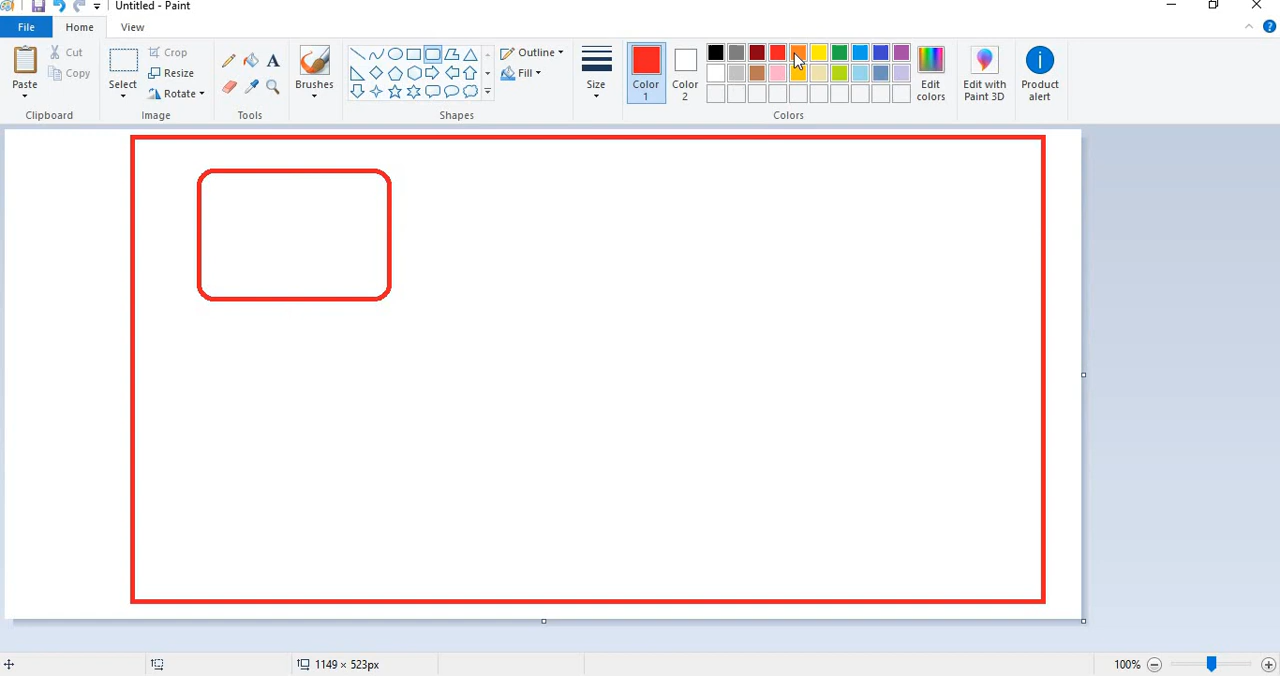 Untitled - Paint
File Home View
Paste
Cut
Copy
Clipboard
Select
Crop
Resize
Rotate
Image
Tools
Brushes
Shapes
Outline
Fill
Size
Color 1
Color 2
Colors
Edit colors
Edit with Paint 3D
Product alert
1149 × 523px
100%